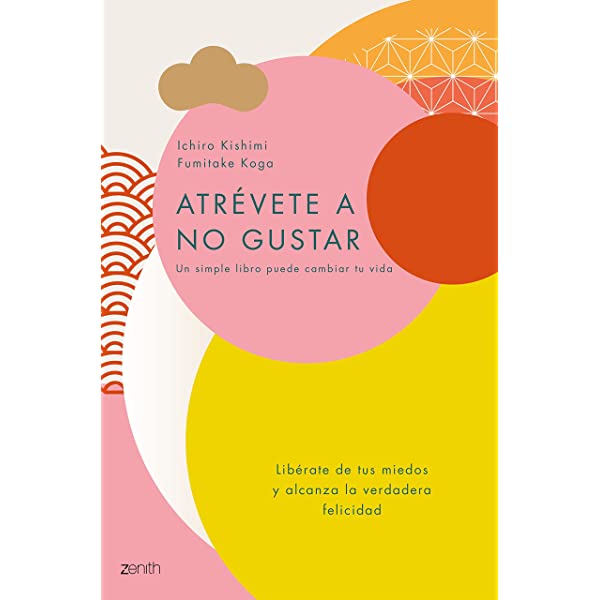 Ichiro Kishimi
Fumitake Koga
ATRÉVETE A
NO GUSTAR
Un simple libro puede cambiar tu vida
Libérate de tus miedos
y alcanza la verdadera
felicidad
zenith